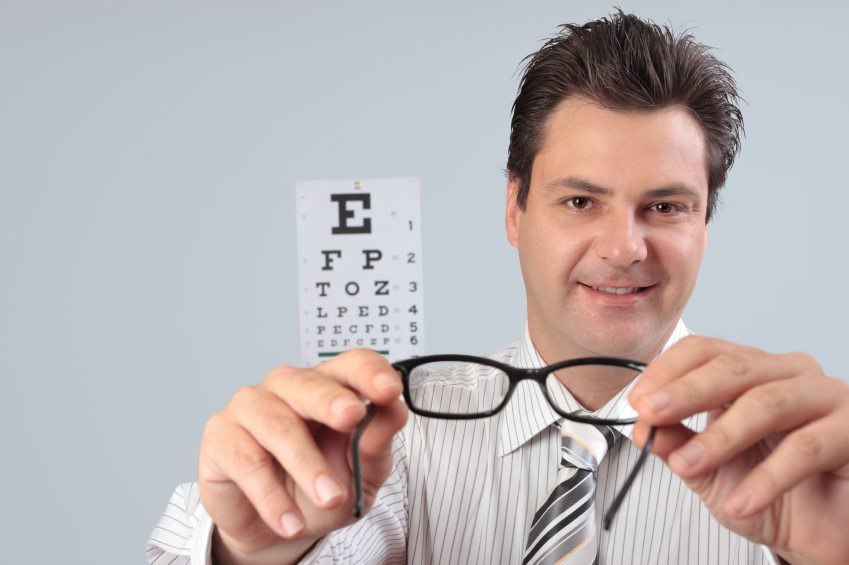 E 1
F P 2
T O Z 3
L P E D 4
P E C F D 5
E D F C Z P 6